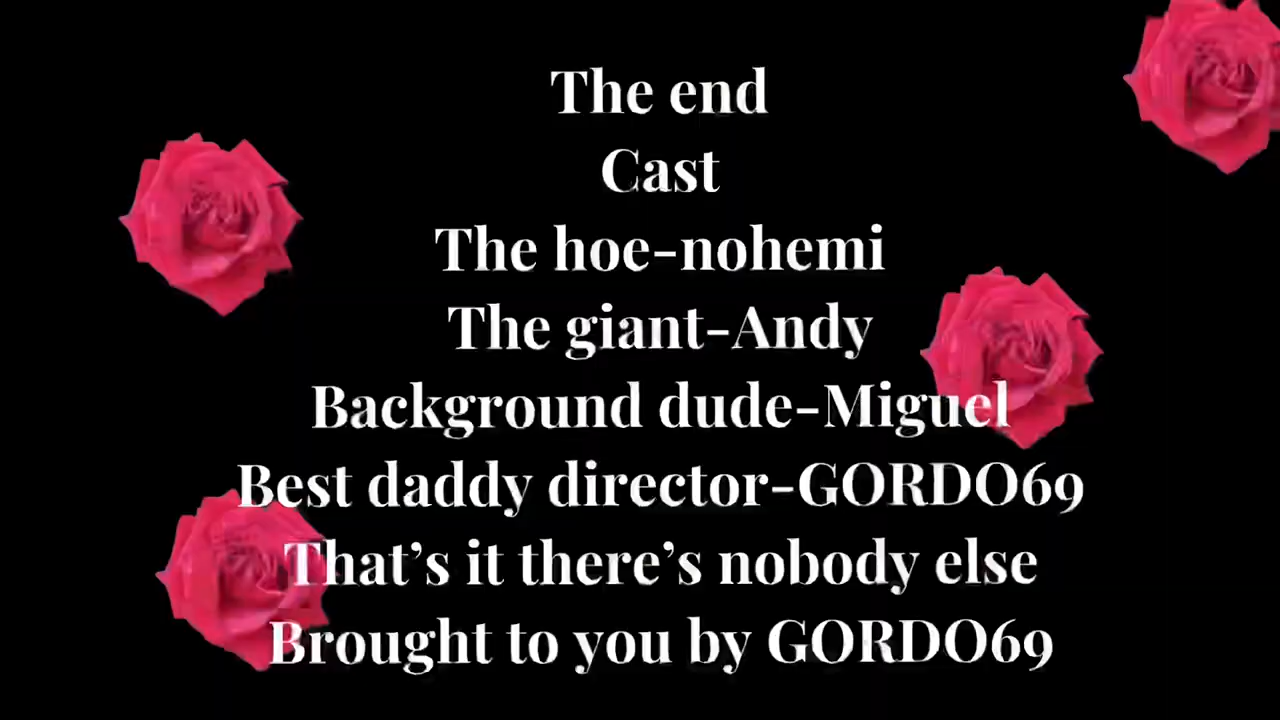 The end
Cast
The hoe-nohemi
The giant-Andy
Background dude-Miguel
Best daddy director-GORDO69
That’s it there’s nobody else
Brought to you by GORDO69